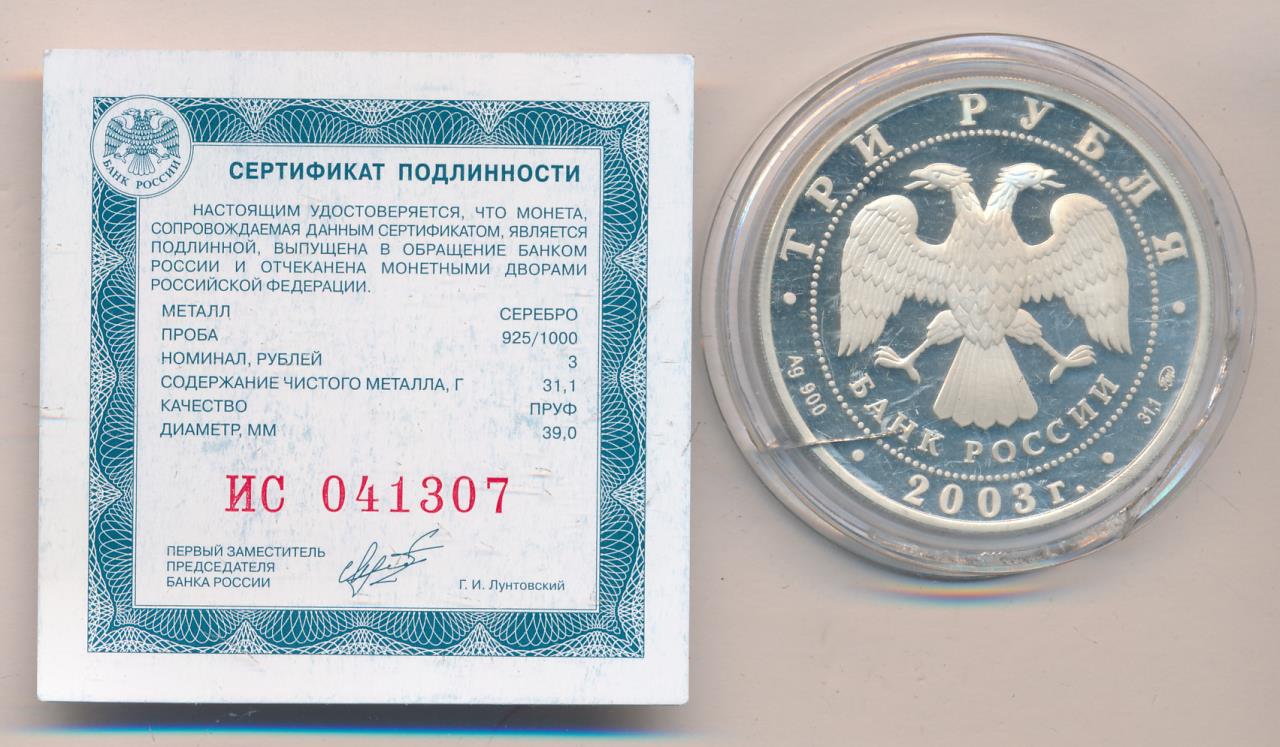 БАНК РОССИИ
СЕРТИФИКАТ ПОДЛИННОСТИ
НАСТОЯЩИМ УДОСТОВЕРЯЕТСЯ, ЧТО МОНЕТА,
СОПРОВОЖДАЕМАЯ ДАННЫМ СЕРТИФИКАТОМ, ЯВЛЯЕТСЯ
ПОДЛИННОЙ, ВЫПУЩЕНА В ОБРАЩЕНИЕ БАНКОМ
РОССИИ И ОТЧЕКАНЕНА МОНЕТНЫМИ ДВОРАМИ
РОССИЙСКОЙ ФЕДЕРАЦИИ.
МЕТАЛЛ СЕРЕБРО
ПРОБА 925/1000
НОМИНАЛ, РУБЛЕЙ 3
СОДЕРЖАНИЕ ЧИСТОГО МЕТАЛЛА, Г 31,1
КАЧЕСТВО ПРУФ
ДИАМЕТР, ММ 39,0
ИС 041307
ПЕРВЫЙ ЗАМЕСТИТЕЛЬ
ПРЕДСЕДАТЕЛЯ
БАНКА РОССИИ
Г. И. Лунтовский
ТРИ РУБЛЯ
Ag 900
БАНК РОССИИ
31,1
2003 г.